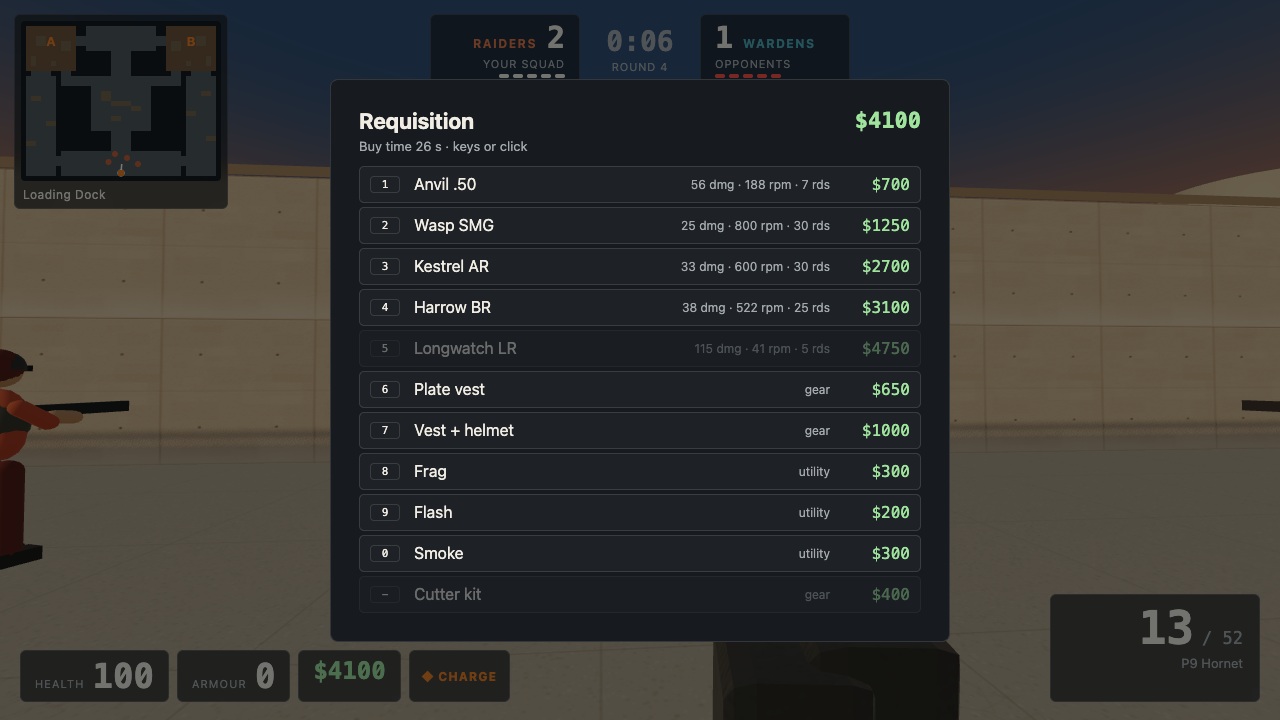 A
B
Loading Dock
RAIDERS 2
YOUR SQUAD
0:06
ROUND 4
1 WARDENS
OPPONENTS
Requisition
$4100
Buy time 26 s · keys or click
1 Anvil .50 56 dmg · 188 rpm · 7 rds $700
2 Wasp SMG 25 dmg · 800 rpm · 30 rds $1250
3 Kestrel AR 33 dmg · 600 rpm · 30 rds $2700
4 Harrow BR 38 dmg · 522 rpm · 25 rds $3100
5 Longwatch LR 115 dmg · 41 rpm · 5 rds $4750
6 Plate vest gear $650
7 Vest + helmet gear $1000
8 Frag utility $300
9 Flash utility $200
0 Smoke utility $300
– Cutter kit gear $400
HEALTH 100
ARMOUR 0
$4100
◆ CHARGE
13 / 52
P9 Hornet